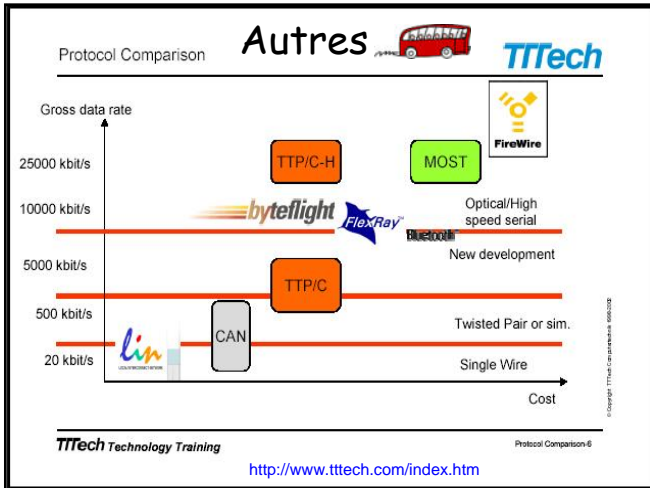 Autres
Protocol Comparison
TTTech
Gross data rate
FireWire
25000 kbit/s
TTP/C-H
MOST
10000 kbit/s
byteflight
FlexRay™
Optical/High
speed serial
Bluetooth
New development
5000 kbit/s
TTP/C
500 kbit/s
CAN
Twisted Pair or sim.
lin
20 kbit/s
Single Wire
Cost
TTTech Technology Training
Protocol Comparison-6
http://www.tttech.com/index.htm